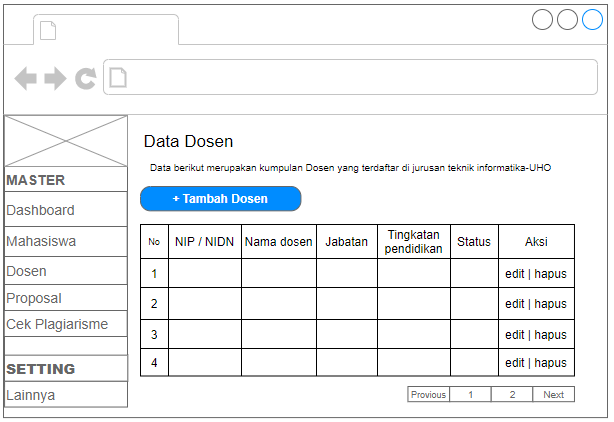 Data Dosen
Data berikut merupakan kumpulan Dosen yang terdaftar di jurusan teknik informatika-UHO
+ Tambah Dosen
MASTER
Dashboard
Mahasiswa
Dosen
Proposal
Cek Plagiarisme
SETTING
Lainnya
No NIP / NIDN Nama dosen Jabatan Tingkatan pendidikan Status Aksi
1 edit | hapus
2 edit | hapus
3 edit | hapus
4 edit | hapus
Previous 1 2 Next